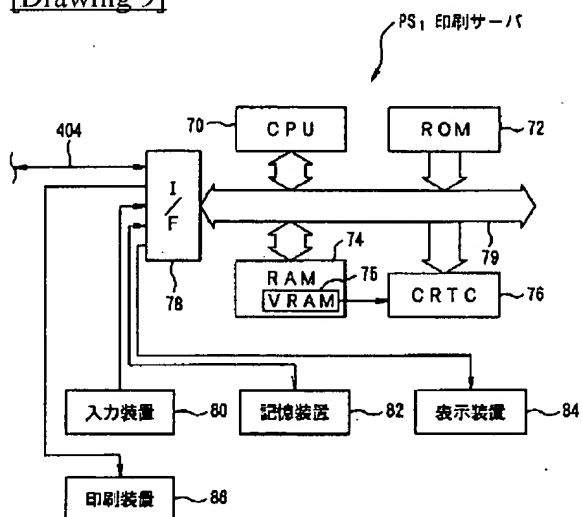 [Drawing 9]
PS₁ 印刷サーバ
70
CPU
ROM
72
404
I/F
79
78
74
RAM
75
VRAM
CRTC
76
入力装置
80
記憶装置
82
表示装置
84
印刷装置
86